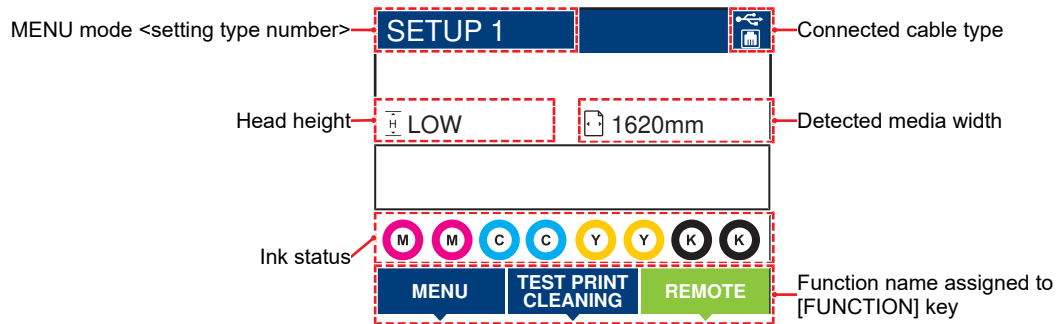 MENU mode <setting type number>
SETUP 1
Connected cable type
Head height
H LOW
1620mm
Detected media width
Ink status
M M C C Y Y K K
MENU
TEST PRINT
CLEANING
REMOTE
Function name assigned to
[FUNCTION] key